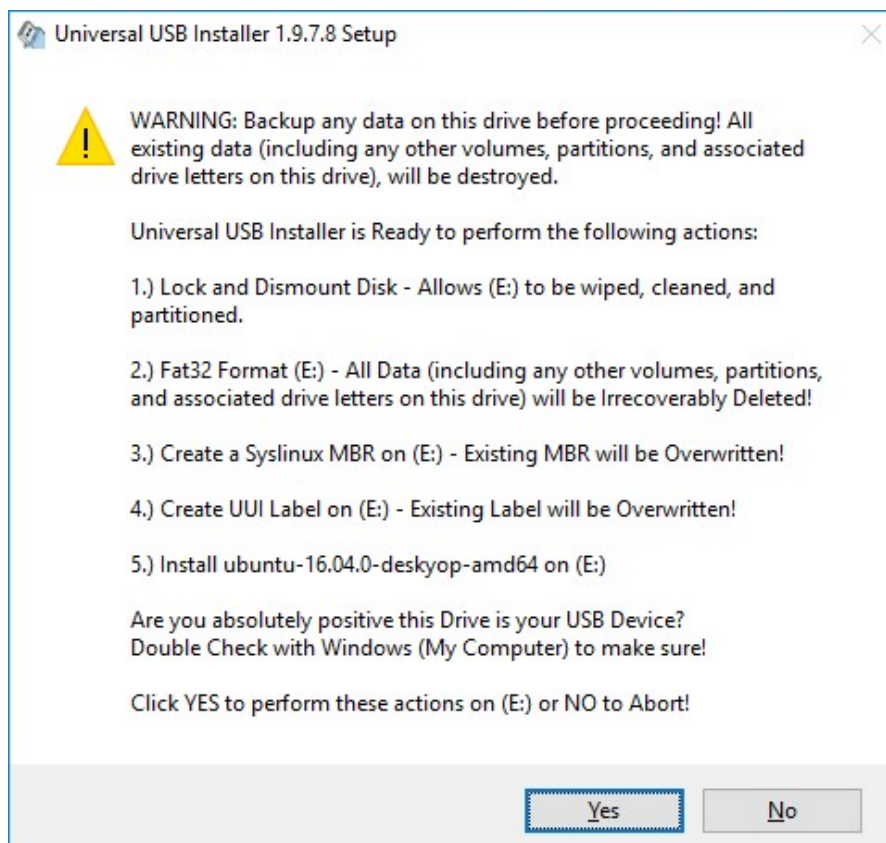 Universal USB Installer 1.9.7.8 Setup
WARNING: Backup any data on this drive before proceeding! All
existing data (including any other volumes, partitions, and associated
drive letters on this drive), will be destroyed.
Universal USB Installer is Ready to perform the following actions:
1.) Lock and Dismount Disk - Allows (E:) to be wiped, cleaned, and
partitioned.
2.) Fat32 Format (E:) - All Data (including any other volumes, partitions,
and associated drive letters on this drive) will be Irrecoverably Deleted!
3.) Create a Syslinux MBR on (E:) - Existing MBR will be Overwritten!
4.) Create UUI Label on (E:) - Existing Label will be Overwritten!
5.) Install ubuntu-16.04.0-deskyop-amd64 on (E:)
Are you absolutely positive this Drive is your USB Device?
Double Check with Windows (My Computer) to make sure!
Click YES to perform these actions on (E:) or NO to Abort!
Yes No